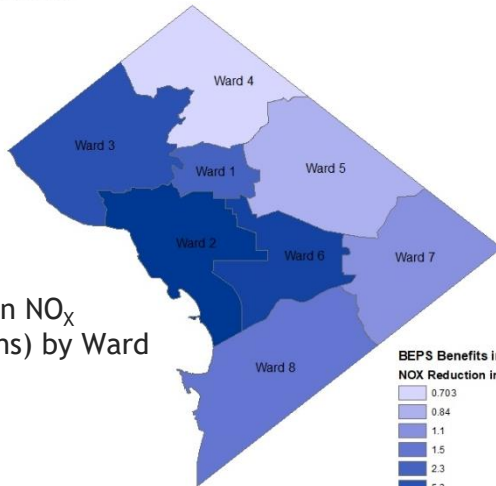 Ward 4
Ward 3
Ward 1
Ward 5
Ward 2
Ward 6
Ward 7
Ward 8
n NOX
ns) by Ward
BEPS Benefits i
NOX Reduction i
0.703
0.84
1.1
1.5
2.3